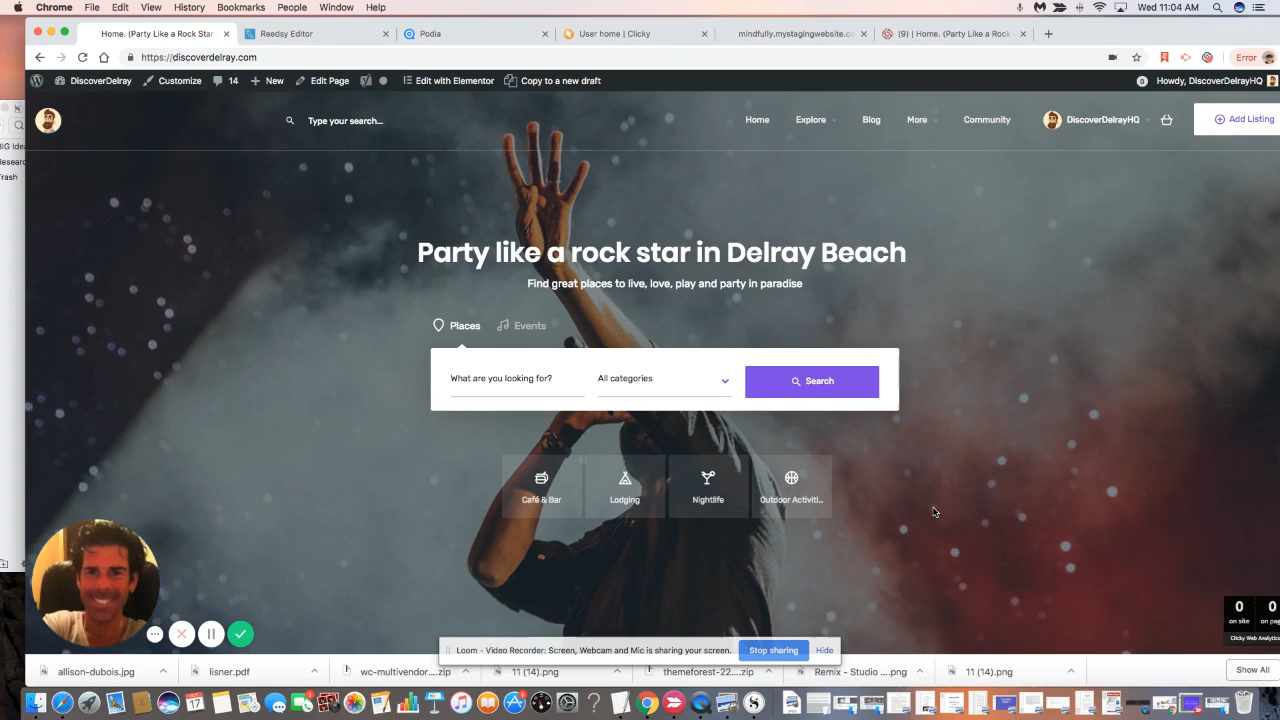 Chrome File Edit View History Bookmarks People Window Help Wed 11:04 AM
Home. (Party Like a Rock Star Reedsy Editor Podia User home | Clicky mindfully.mystagingwebsite.co (9) | Home. (Party Like a Rock
https://discoverdelray.com Error
DiscoverDelray Customize 14 New Edit Page Edit with Elementor Copy to a new draft 0 Howdy, DiscoverDelrayHQ
Type your search... Home Explore Blog More Community DiscoverDelrayHQ Add Listing
BIG Idea
Resear
Trash
Party like a rock star in Delray Beach
Find great places to live, love, play and party in paradise
Places Events
What are you looking for? All categories Search
Café & Bar Lodging Nightlife Outdoor Activiti...
0 0
on site on pag
Clicky Web Analytics
Loom - Video Recorder: Screen, Webcam and Mic is sharing your screen. Stop sharing Hide
allison-dubois.jpg lisner.pdf wc-multivendor....zip 11 (14).png themeforest-22....zip Remix - Studio ....png 11 (14).png Show All